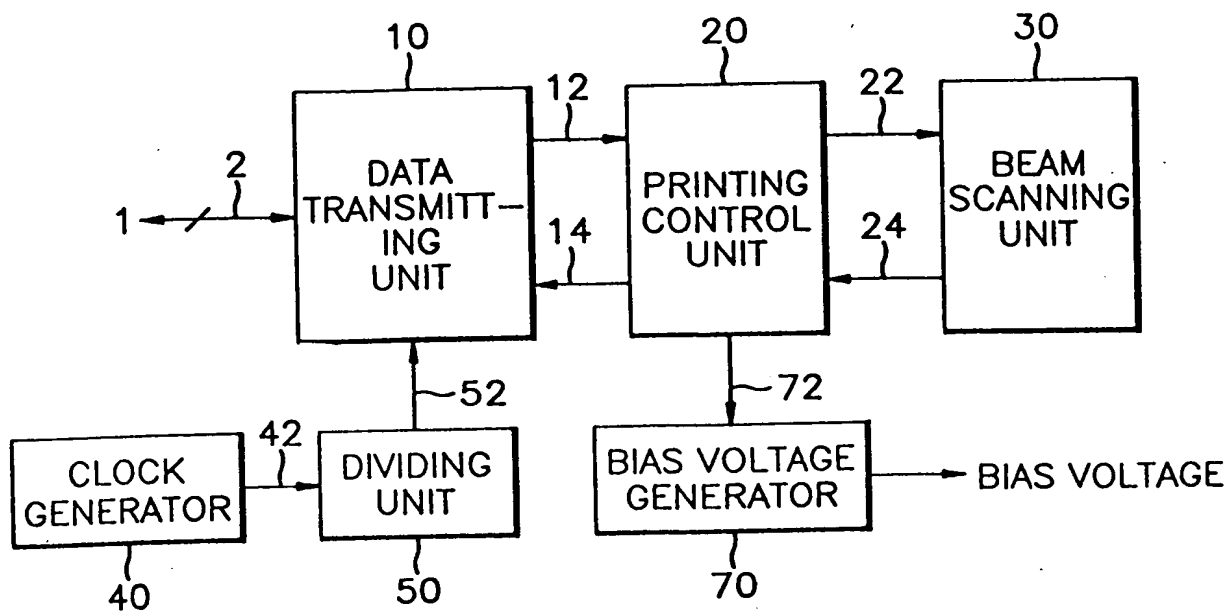 10
20
30
12
22
2
1
DATA
TRANSMITT-
ING
UNIT
PRINTING
CONTROL
UNIT
BEAM
SCANNING
UNIT
14
24
52
72
42
CLOCK
GENERATOR
DIVIDING
UNIT
BIAS VOLTAGE
GENERATOR
BIAS VOLTAGE
40
50
70